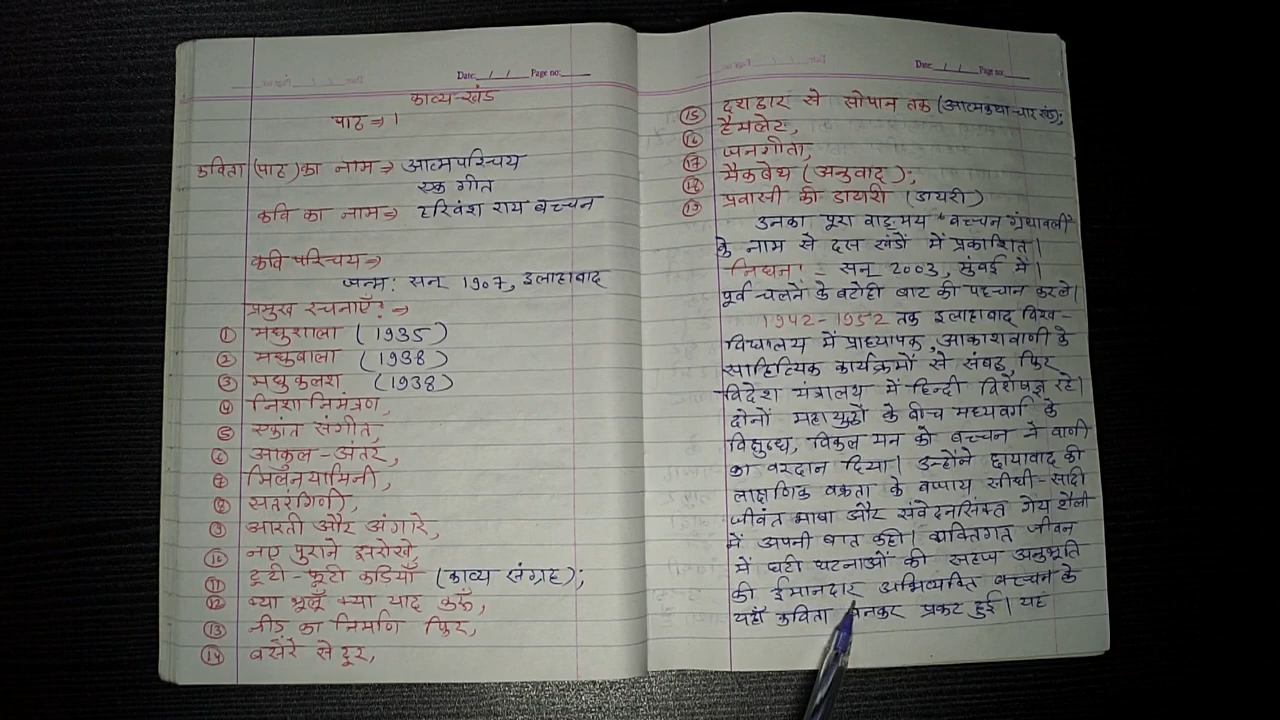 Date / / Page no:
काव्य-खंड
पाठ ⇒ 1
कविता (पाठ) का नाम ⇒ आत्मपरिचय
एक गीत
कवि का नाम ⇒ हरिवंश राय बच्चन
कवि परिचय ⇒
जन्म: सन् 1907, इलाहाबाद
प्रमुख रचनाएँ: ⇒
① मधुशाला (1935)
② मधुबाला (1938)
③ मधुकलश (1938)
④ निशा निमंत्रण,
⑤ एकांत संगीत,
⑥ आकुल-अंतर,
⑦ मिलनयामिनी,
⑧ सतरंगिणी,
⑨ आरती और अंगारे,
⑩ नए पुराने झरोखे,
⑪ टूटी-फूटी कडियाँ (काव्य संग्रह);
⑫ क्या भूलूँ क्या याद करूँ,
⑬ नीड़ का निर्माण फिर,
⑭ बसेरे से दूर,
Date / / Page no:
⑮ दशद्वार से सोपान तक (आत्मकथा-चार खंड);
⑯ हैमलेट,
⑰ जनगीता,
⑱ मैकबेथ (अनुवाद);
⑲ प्रवासी की डायरी (डायरी)
उनका पूरा वाङ्मय "बच्चन ग्रंथावली"
के नाम से दस खंडों में प्रकाशित।
निधन: - सन् 2003, मुंबई में।
पूर्व चलने के बटोही बाट की पहचान करले।
1942-1952 तक इलाहाबाद विश्व-
विद्यालय में प्राध्यापक, आकाशवाणी के
साहित्यिक कार्यक्रमों से संबद्ध, फिर
विदेश मंत्रालय में हिन्दी विशेषज्ञ रहे।
दोनों महायुद्धों के बीच मध्यवर्ग के
विक्षुब्ध, विकल मन को बच्चन ने वाणी
का वरदान दिया। उन्होंने छायावाद की
लाक्षणिक वक्रता के बजाय सीधी-सादी
जीवंत भाषा और संवेदनसिक्त गेय शैली
में अपनी बात कही। व्यक्तिगत जीवन
में घटी घटनाओं की सहज अनुभूति
की ईमानदार अभिव्यक्ति बच्चन के
यहाँ कविता बनकर प्रकट हुई। यह